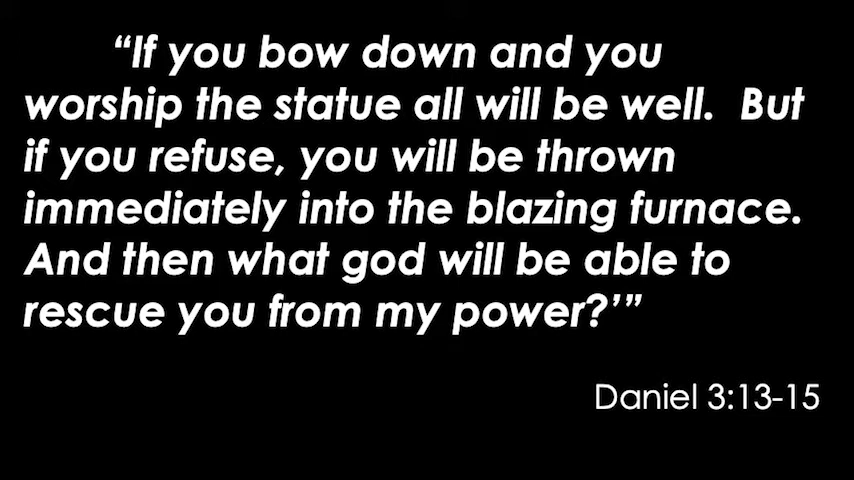 “If you bow down and you
worship the statue all will be well.  But
if you refuse, you will be thrown
immediately into the blazing furnace.
And then what god will be able to
rescue you from my power?’”
Daniel 3:13-15